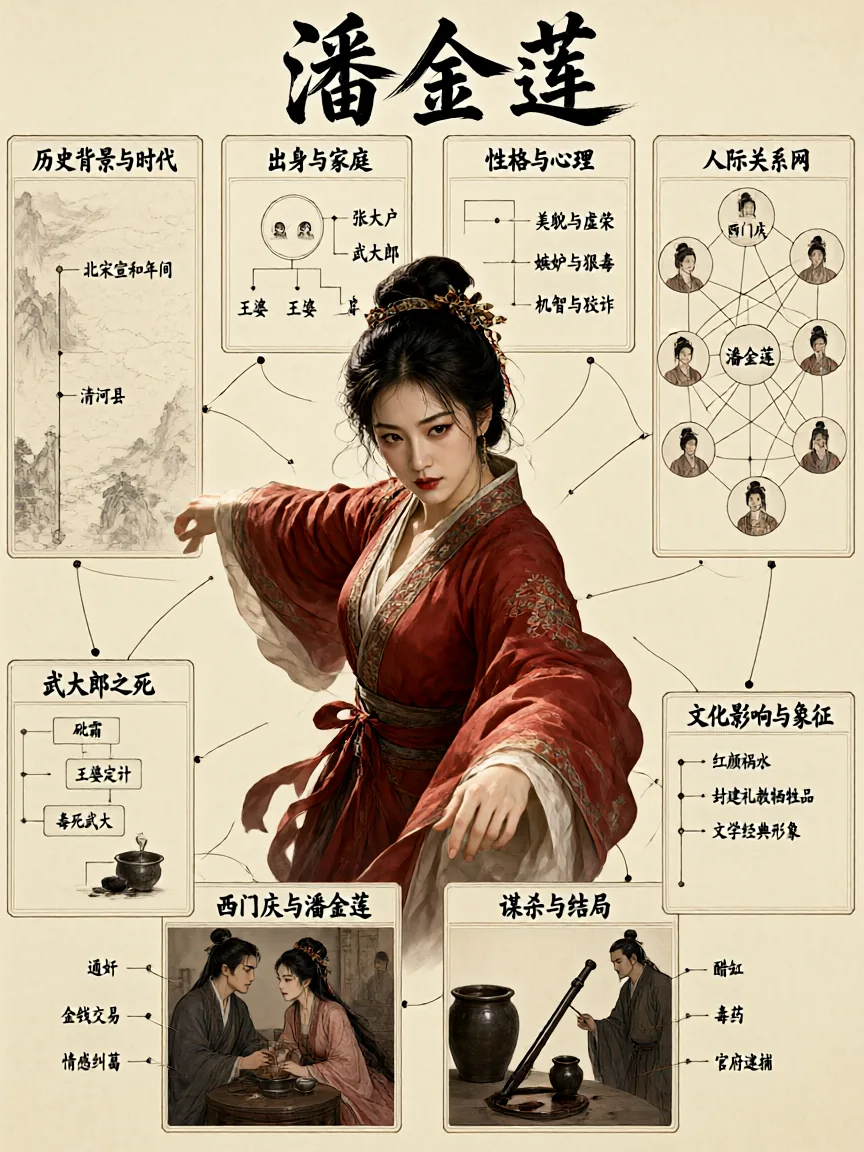 潘金莲
历史背景与时代
北宋宣和年间
清河县
出身与家庭
张大户
武大郎
王婆
王婆
性格与心理
美貌与虚荣
嫉妒与狠毒
机智与狡诈
人际关系网
西门庆
潘金莲
武大郎之死
砒霜
王婆定计
毒死武大
文化影响与象征
红颜祸水
封建礼教牺牲品
文学经典形象
西门庆与潘金莲
通奸
金钱交易
情感纠葛
谋杀与结局
醋缸
毒药
官府逮捕